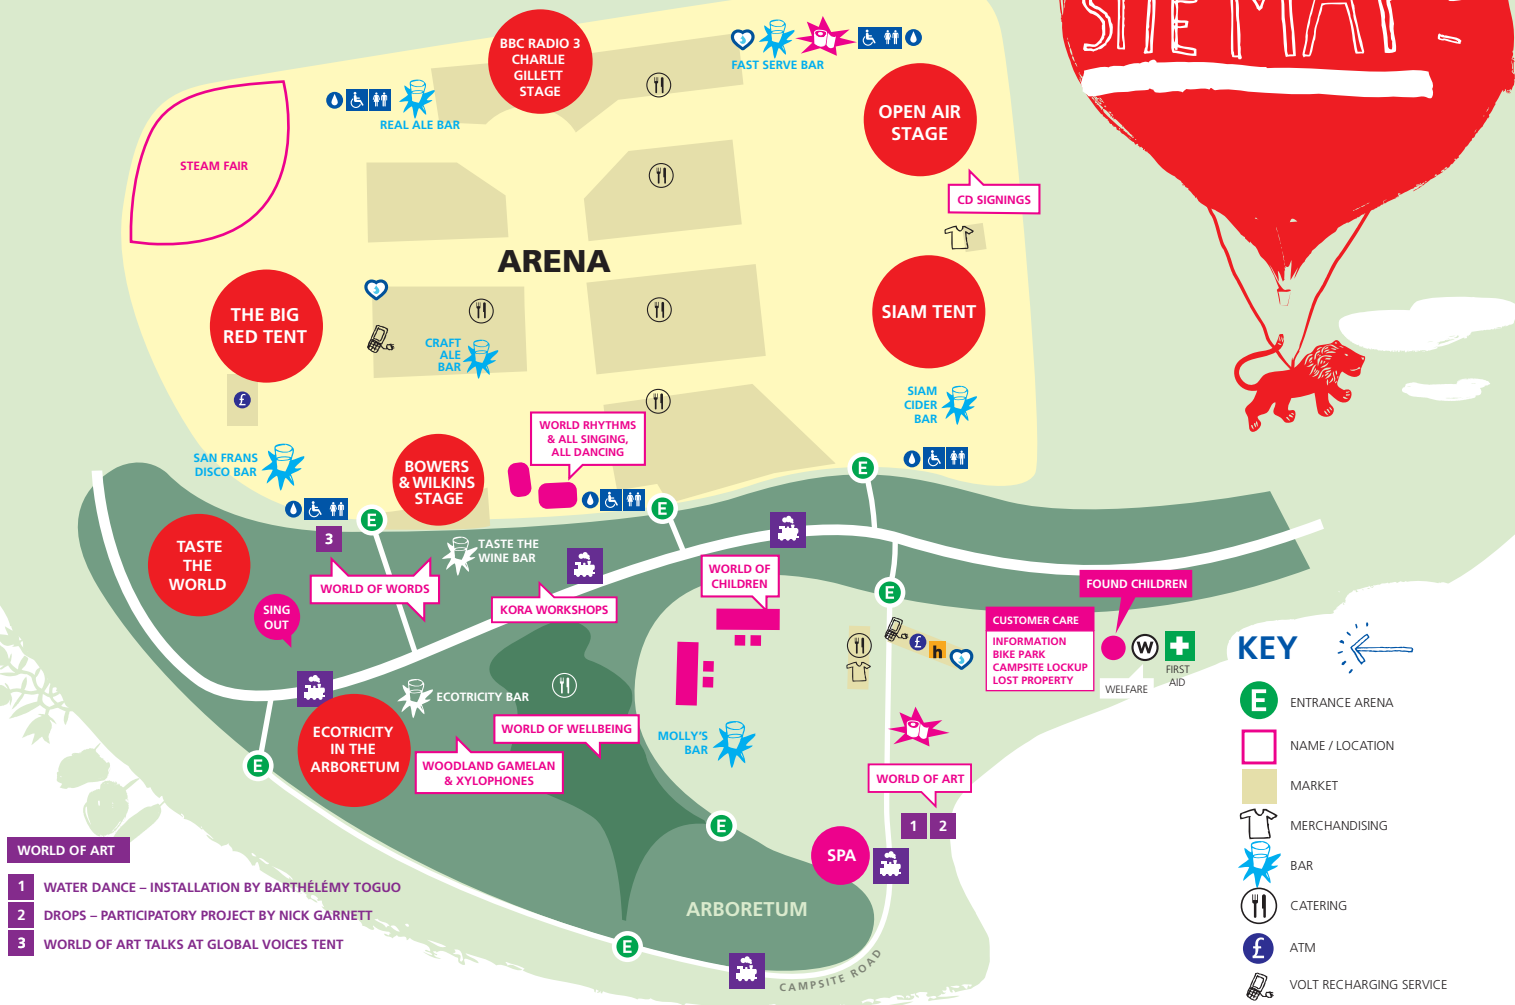 SITE MAP
BBC RADIO 3
CHARLIE
GILLETT
STAGE
FAST SERVE BAR
OPEN AIR
STAGE
REAL ALE BAR
STEAM FAIR
CD SIGNINGS
ARENA
THE BIG
RED TENT
SIAM TENT
CRAFT
ALE
BAR
£
SIAM
CIDER
BAR
WORLD RHYTHMS
& ALL SINGING,
ALL DANCING
SAN FRANS
DISCO BAR
BOWERS
& WILKINS
STAGE
E
E
E
3
TASTE
THE
WORLD
TASTE THE
WINE BAR
WORLD OF WORDS
SING
OUT
KORA WORKSHOPS
WORLD OF
CHILDREN
E
FOUND CHILDREN
CUSTOMER CARE
INFORMATION
BIKE PARK
CAMPSITE LOCKUP
LOST PROPERTY
W
WELFARE
FIRST
AID
£
h
ECOTRICITY BAR
ECOTRICITY
IN THE
ARBORETUM
WORLD OF WELLBEING
WOODLAND GAMELAN
& XYLOPHONES
MOLLY'S
BAR
E
E
WORLD OF ART
1 2
SPA
ARBORETUM
E
CAMPSITE ROAD
WORLD OF ART
1 WATER DANCE – INSTALLATION BY BARTHÉLÉMY TOGUO
2 DROPS – PARTICIPATORY PROJECT BY NICK GARNETT
3 WORLD OF ART TALKS AT GLOBAL VOICES TENT
KEY
E ENTRANCE ARENA
NAME / LOCATION
MARKET
MERCHANDISING
BAR
CATERING
£ ATM
VOLT RECHARGING SERVICE